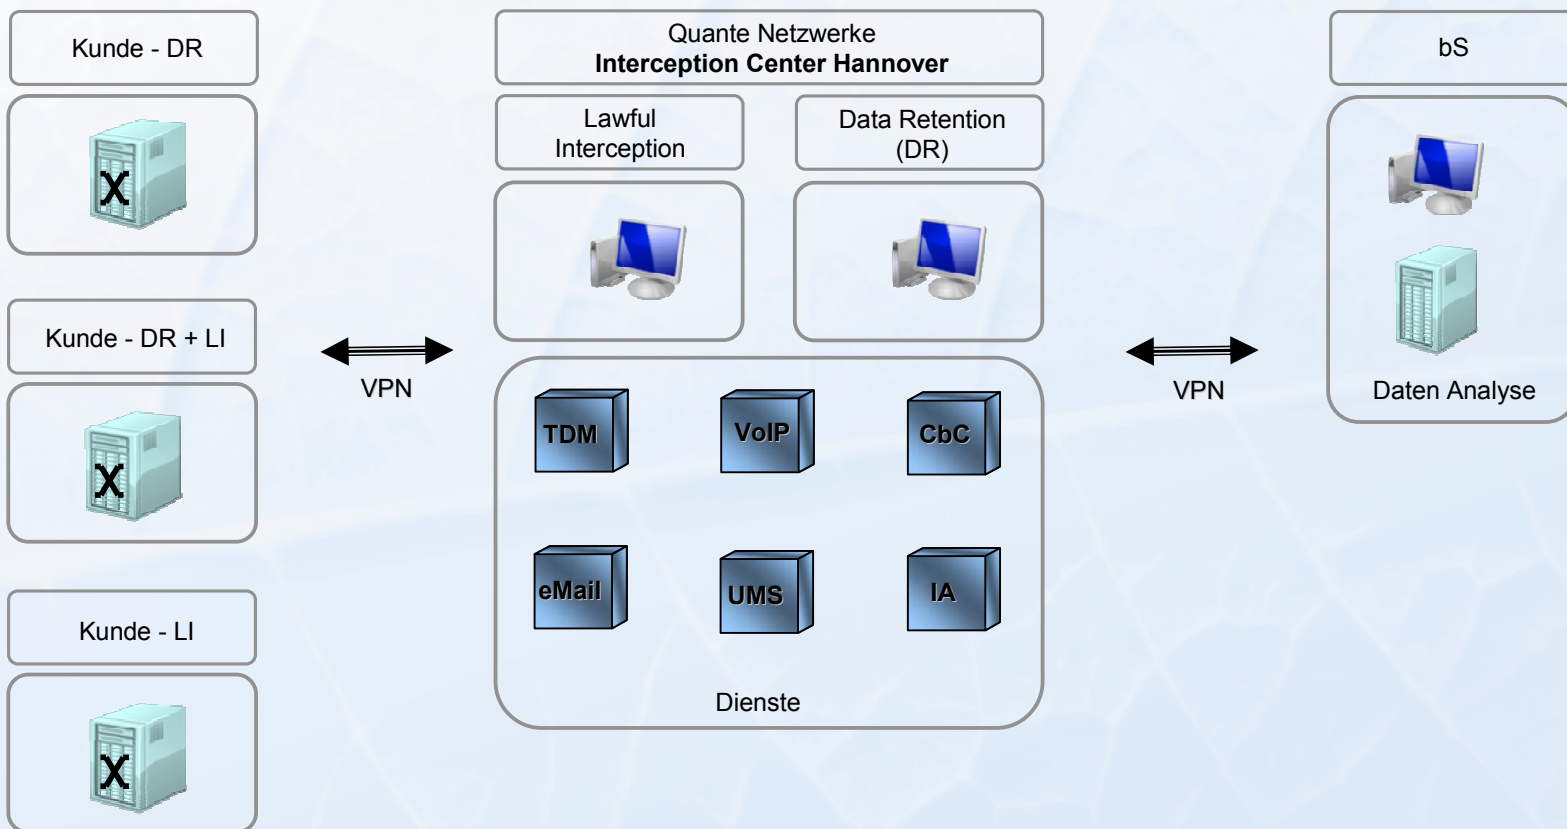 Kunde - DR
X
Kunde - DR + LI
X
Kunde - LI
X
VPN
Quante Netzwerke
Interception Center Hannover
Lawful
Interception
Data Retention
(DR)
TDM
VoIP
CbC
eMail
UMS
IA
Dienste
VPN
bS
Daten Analyse